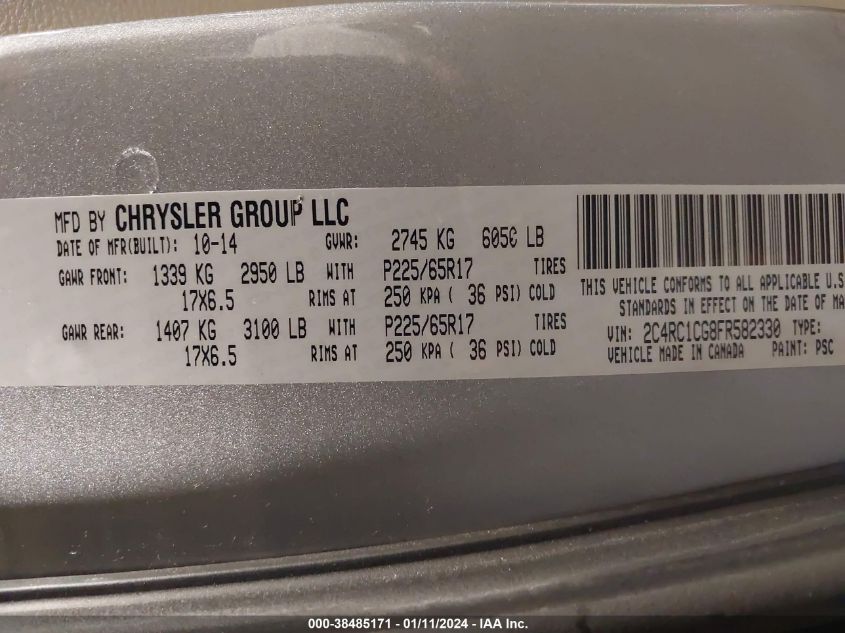 MFD BY CHRYSLER GROUP LLC
DATE OF MFR(BUILT): 10-14 GVWR: 2745 KG 6050 LB
GAWR FRONT: 1339 KG 2950 LB WITH P225/65R17 TIRES
17X6.5 RIMS AT 250 KPA ( 36 PSI) COLD
GAWR REAR: 1407 KG 3100 LB WITH P225/65R17 TIRES
17X6.5 RIMS AT 250 KPA ( 36 PSI) COLD
THIS VEHICLE CONFORMS TO ALL APPLICABLE U.S
STANDARDS IN EFFECT ON THE DATE OF MA
VIN: 2C4RC1CG8FR582330 TYPE:
VEHICLE MADE IN CANADA PAINT: PSC
000-38485171 - 01/11/2024 - IAA Inc.